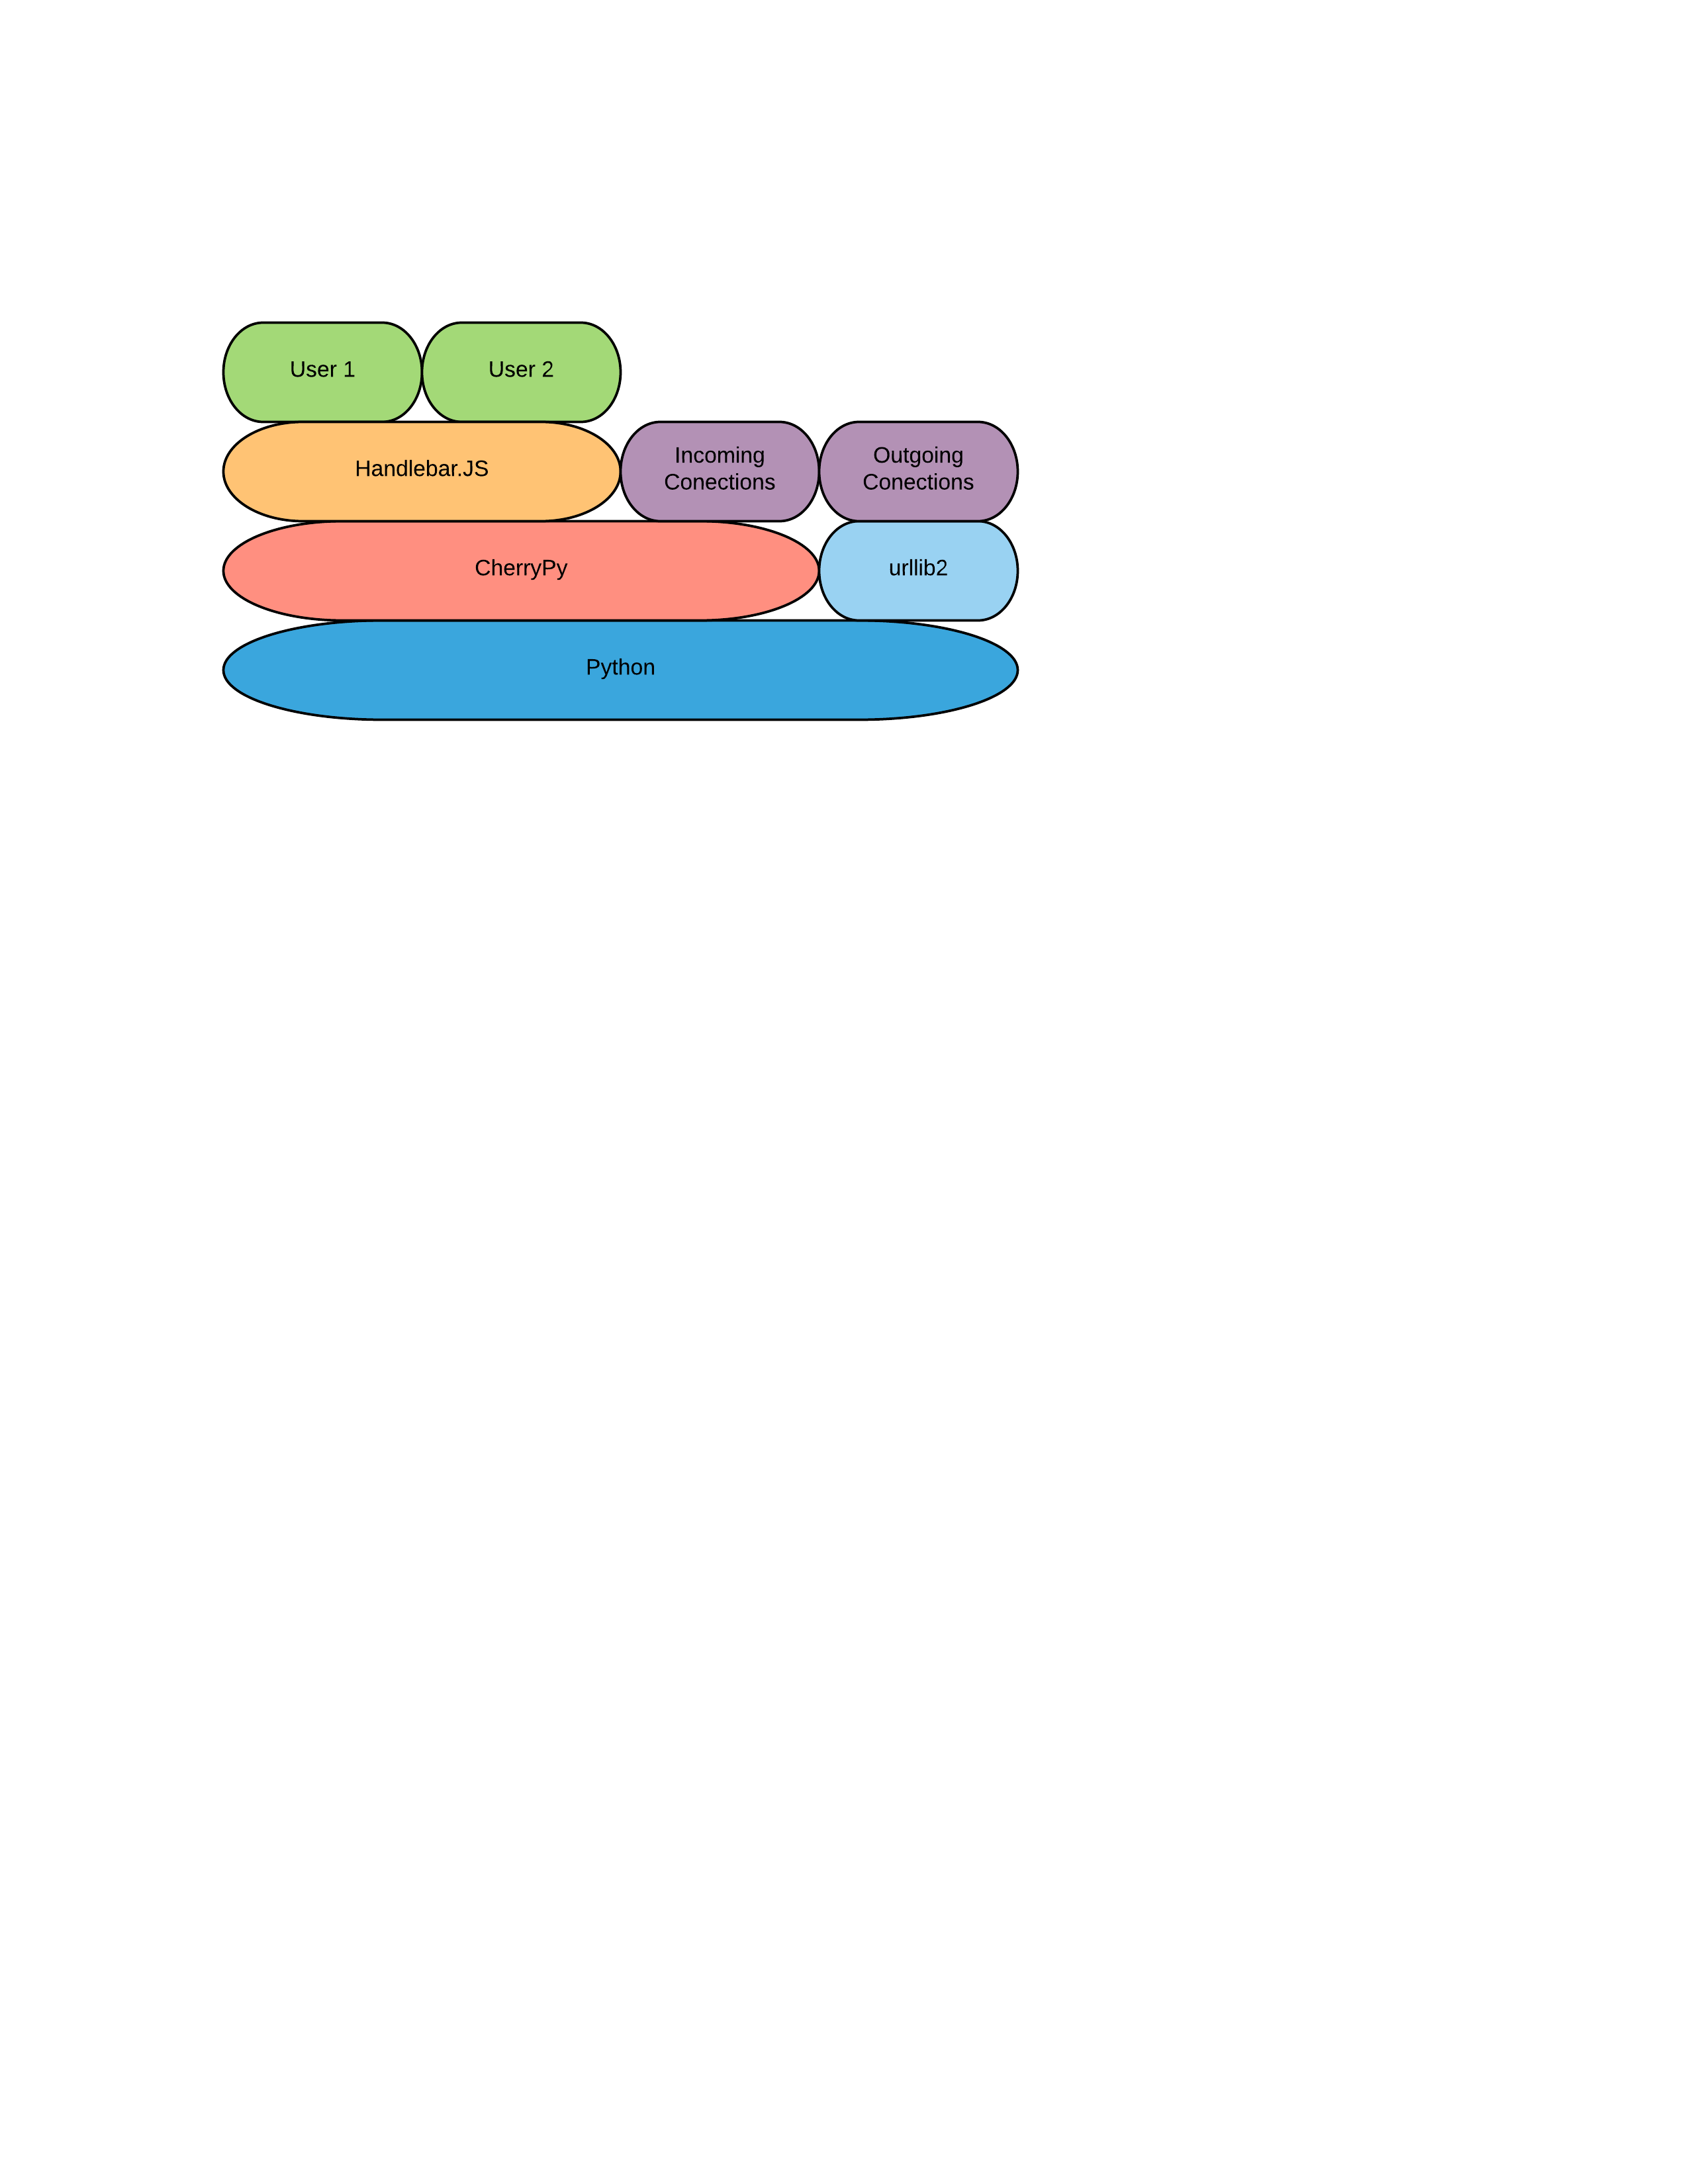 User 1
User 2
Handlebar.JS
Incoming
Conections
Outgoing
Conections
CherryPy
urllib2
Python